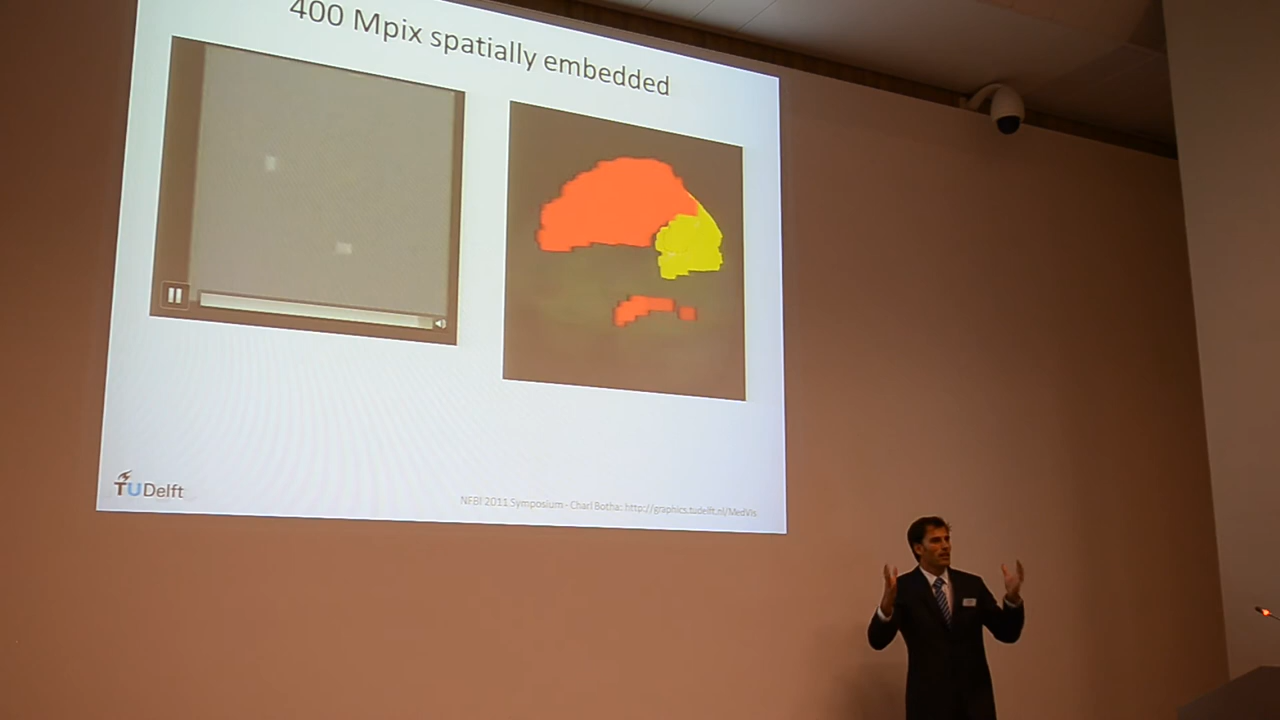 400 Mpix spatially embedded
TUDelft
NFBI 2011 Symposium - Charl Botha: http://graphics.tudelft.nl/MedVis